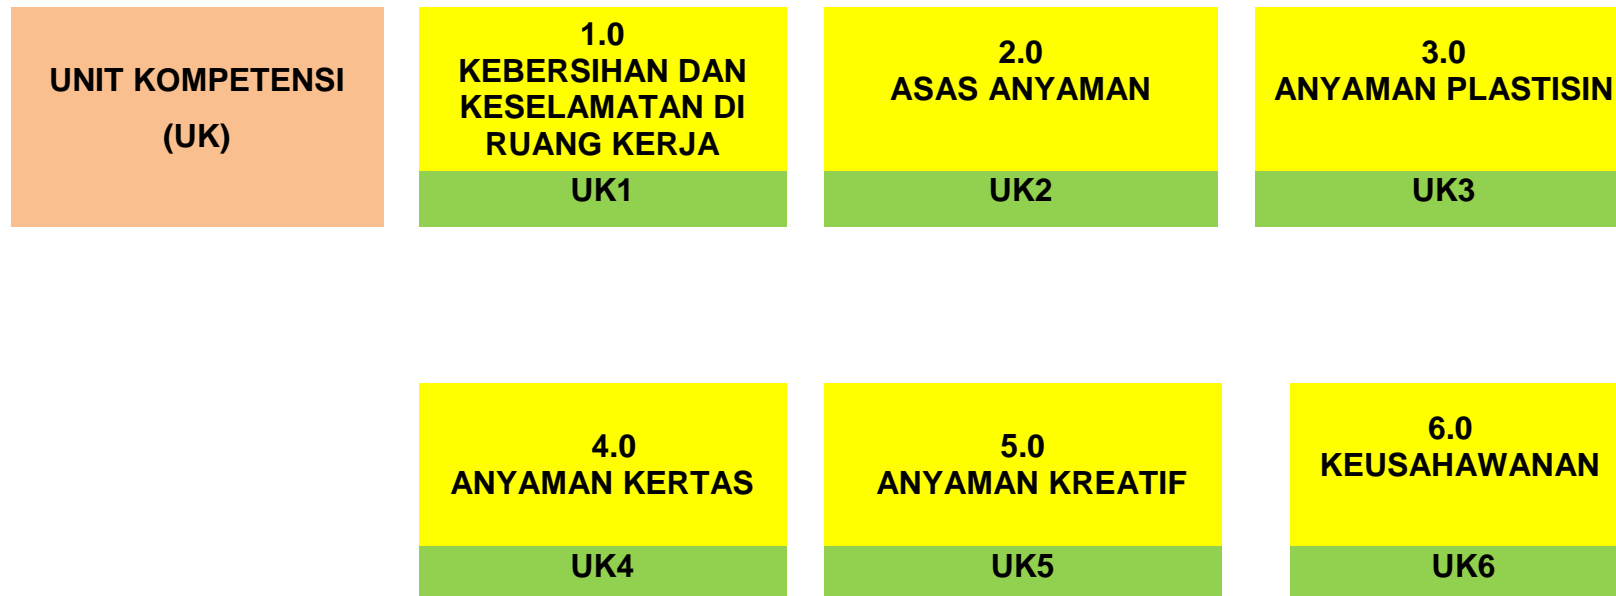 UNIT KOMPETENSI
(UK)
1.0
KEBERSIHAN DAN
KESELAMATAN DI
RUANG KERJA
UK1
2.0
ASAS ANYAMAN
UK2
3.0
ANYAMAN PLASTISIN
UK3
4.0
ANYAMAN KERTAS
UK4
5.0
ANYAMAN KREATIF
UK5
6.0
KEUSAHAWANAN
UK6